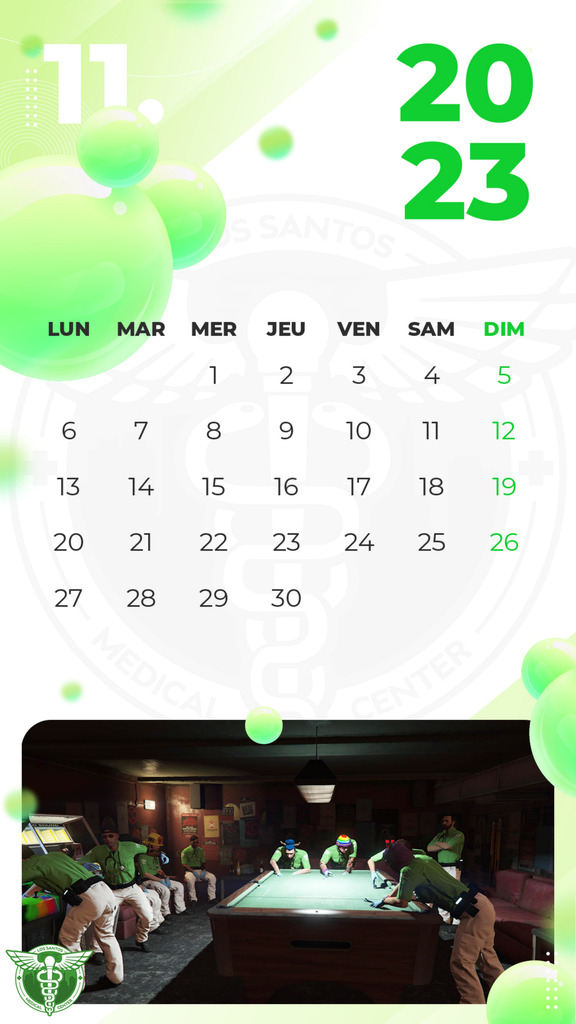 11.
20
23
LOS SANTOS
LUN MAR MER JEU VEN SAM DIM
1 2 3 4 5
6 7 8 9 10 11 12
13 14 15 16 17 18 19
20 21 22 23 24 25 26
27 28 29 30
MEDICAL CENTER
LOS SANTOS
MEDICAL CENTER